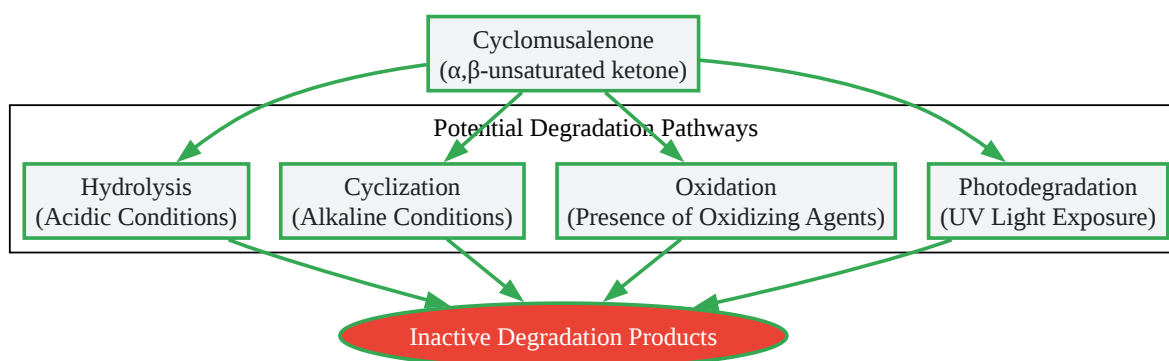 Cyclomusalenone
(α,β-unsaturated ketone)
Potential Degradation Pathways
Hydrolysis
(Acidic Conditions)
Cyclization
(Alkaline Conditions)
Oxidation
(Presence of Oxidizing Agents)
Photodegradation
(UV Light Exposure)
Inactive Degradation Products